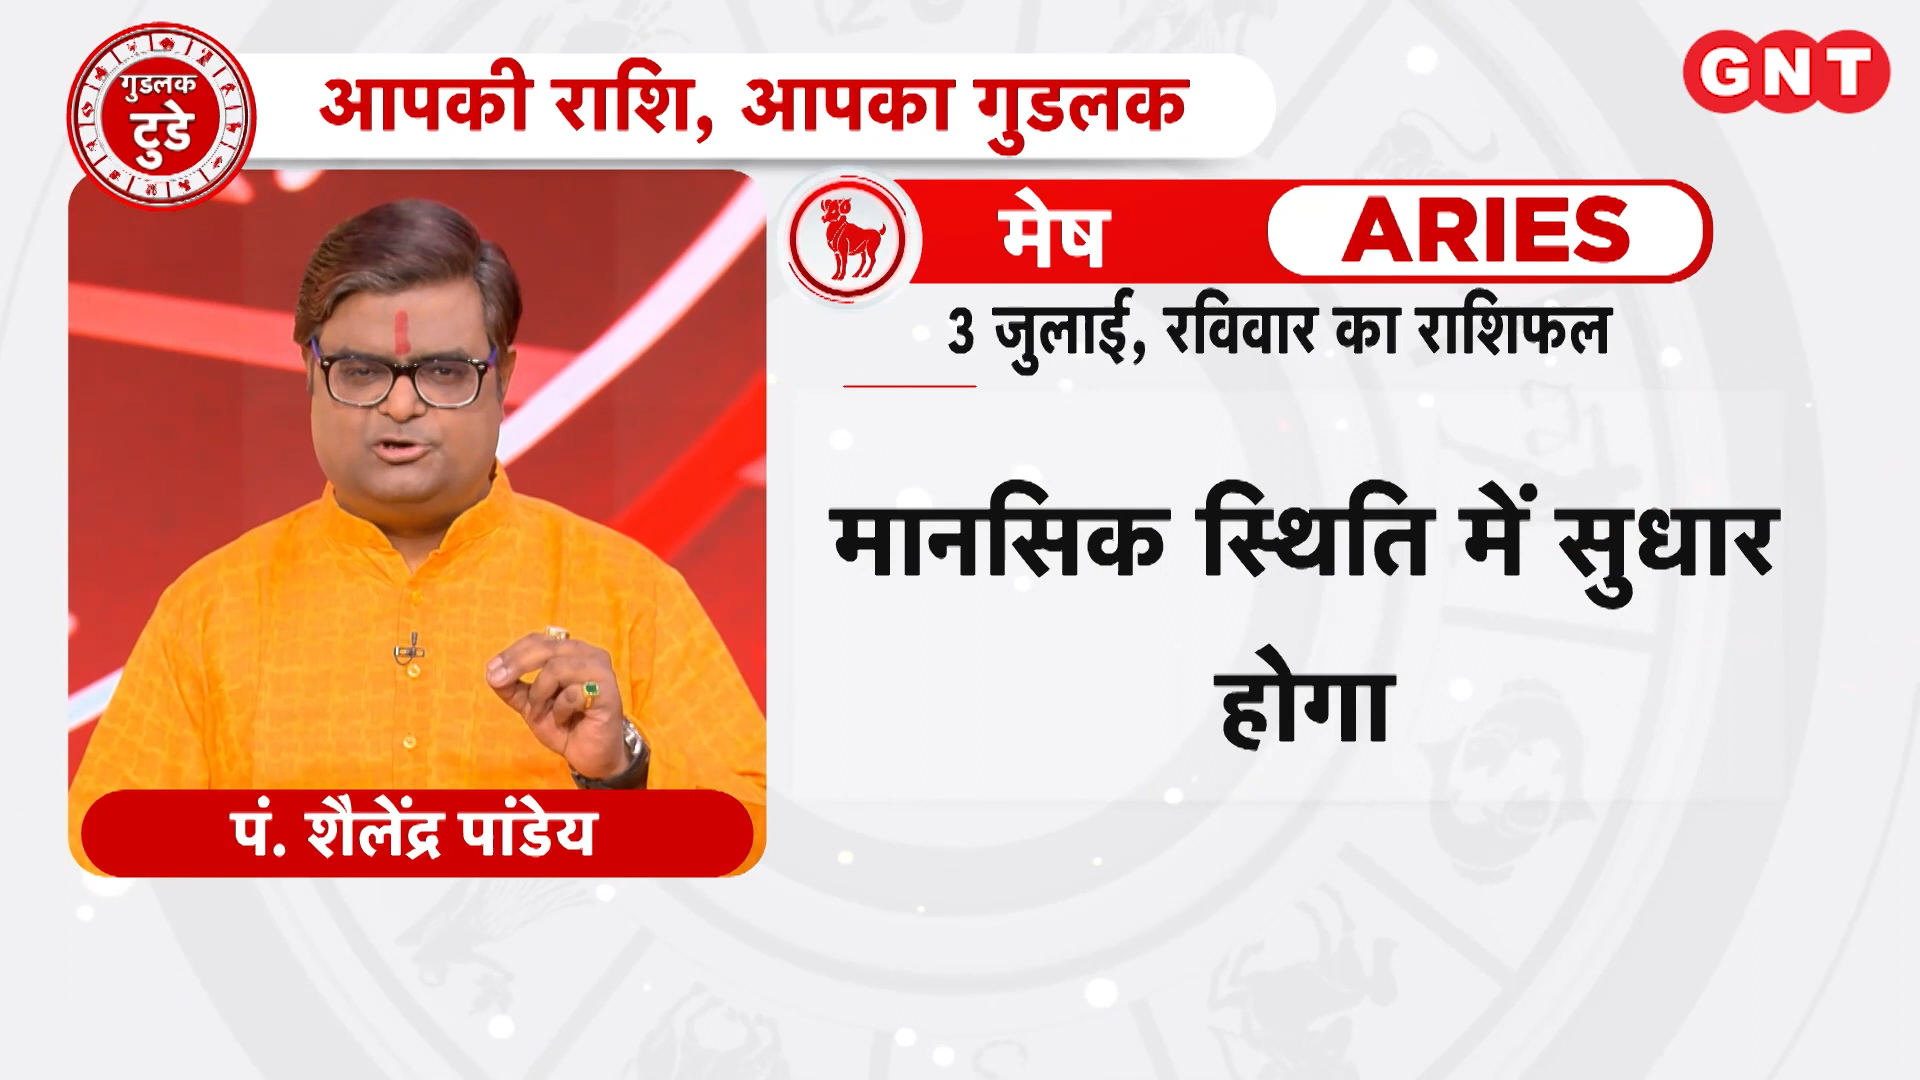 गुडलक
टुडे
आपकी राशि, आपका गुडलक
GNT
मेष
ARIES
3 जुलाई, रविवार का राशिफल
मानसिक स्थिति में सुधार
होगा
पं. शैलेंद्र पांडेय